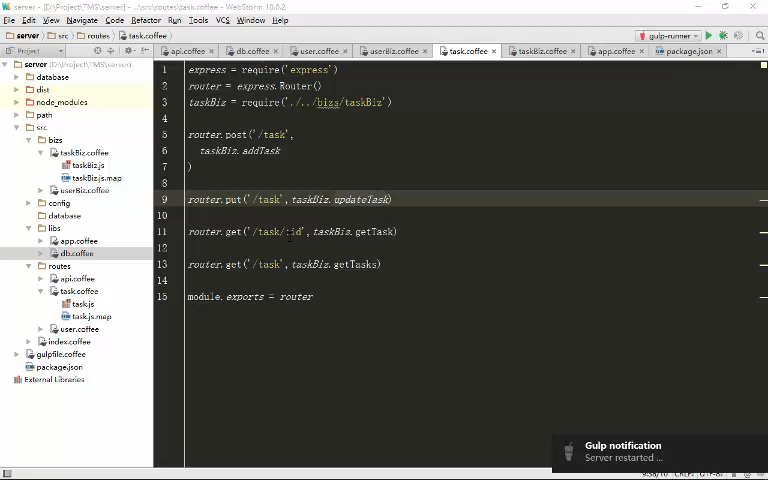 server - [D:\Project\TMS\server] - ...\src\routes\task.coffee - WebStorm 10.0.2
File Edit View Navigate Code Refactor Run Tools VCS Window Help
server src routes task.coffee gulp-runner
Project api.coffee db.coffee user.coffee userBiz.coffee task.coffee taskBiz.coffee app.coffee package.json
server (D:\Project\TMS\server)
database
dist
node_modules
path
src
bizs
taskBiz.coffee
taskBiz.js
taskBiz.js.map
userBiz.coffee
config
database
libs
app.coffee
db.coffee
routes
api.coffee
task.coffee
task.js
task.js.map
user.coffee
index.coffee
gulpfile.coffee
package.json
External Libraries
1 express = require('express')
2 router = express.Router()
3 taskBiz = require('./../bizs/taskBiz')
4
5 router.post('/task',
6 taskBiz.addTask
7 )
8
9 router.put('/task',taskBiz.updateTask)
10
11 router.get('/task/:id',taskBiz.getTask)
12
13 router.get('/task',taskBiz.getTasks)
14
15 module.exports = router
Gulp notification
Server restarted ...